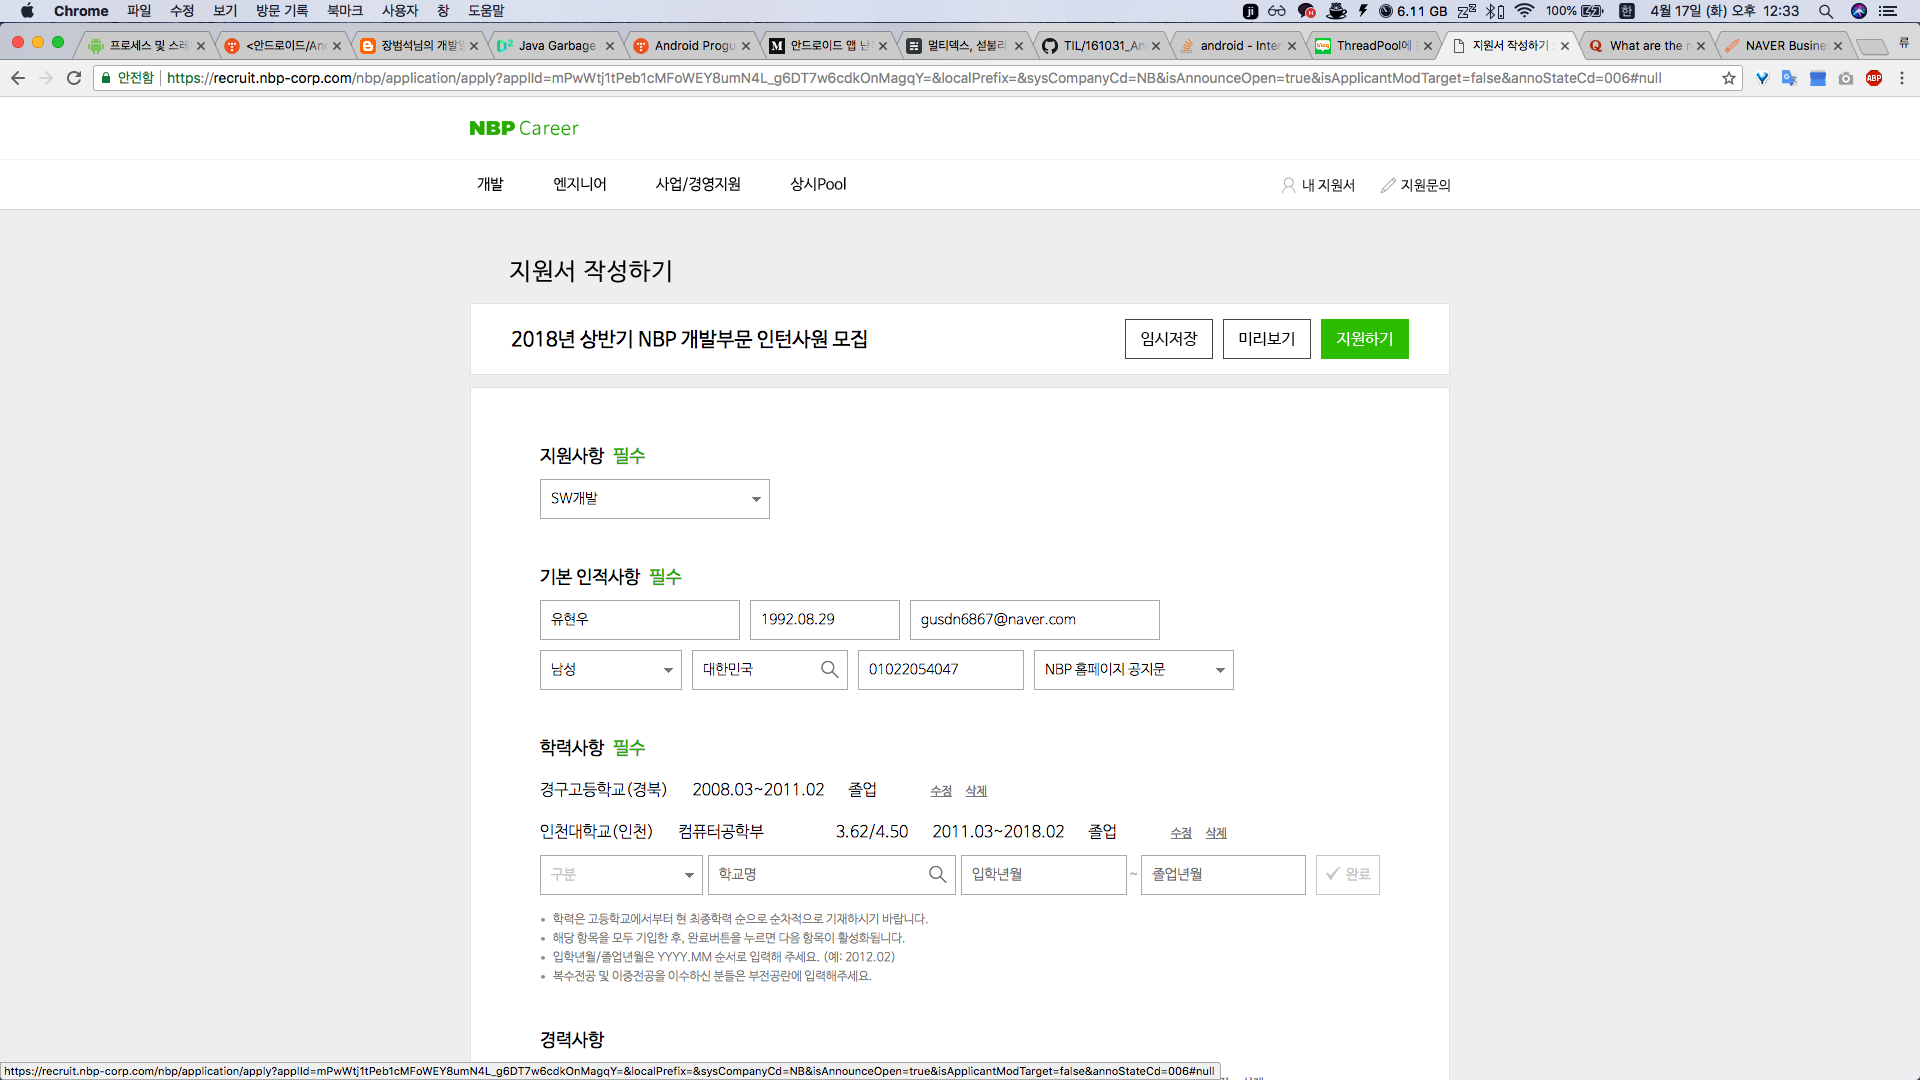 Chrome 파일 수정 보기 방문 기록 북마크 사용자 창 도움말 6.11 GB 100% 한 4월 17일 (화) 오후 12:33
프로세스 및 스레 <안드로이드/An 장범석님의 개발 Java Garbage Android Progu 안드로이드 앱 난 멀티덱스, 섣불리 TIL/161031_An android - Inter ThreadPool에 지원서 작성하기 What are the NAVER Busine 류
안전함 https://recruit.nbp-corp.com/nbp/application/apply?applId=mPwWtj1tPeb1cMFoWEY8umN4L_g6DT7w6cdkOnMagqY=&localPrefix=&sysCompanyCd=NB&isAnnounceOpen=true&isApplicantModTarget=false&annoStateCd=006#null ABP
NBP Career
개발 엔지니어 사업/경영지원 상시Pool 내 지원서 지원문의
지원서 작성하기
2018년 상반기 NBP 개발부문 인턴사원 모집 임시저장 미리보기 지원하기
지원사항 필수
SW개발
기본 인적사항 필수
유현우 1992.08.29 gusdn6867@naver.com
남성 대한민국 01022054047 NBP 홈페이지 공지문
학력사항 필수
경구고등학교(경북) 2008.03~2011.02 졸업 수정 삭제
인천대학교(인천) 컴퓨터공학부 3.62/4.50 2011.03~2018.02 졸업 수정 삭제
구분 학교명 입학년월 ~ 졸업년월 완료
• 학력은 고등학교에서부터 현 최종학력 순으로 순차적으로 기재하시기 바랍니다.
• 해당 항목을 모두 기입한 후, 완료버튼을 누르면 다음 항목이 활성화됩니다.
• 입학년월/졸업년월은 YYYY.MM 순서로 입력해 주세요. (예: 2012.02)
• 복수전공 및 이중전공을 이수하신 분들은 부전공란에 입력해주세요.
경력사항
https://recruit.nbp-corp.com/nbp/application/apply?applId=mPwWtj1tPeb1cMFoWEY8umN4L_g6DT7w6cdkOnMagqY=&localPrefix=&sysCompanyCd=NB&isAnnounceOpen=true&isApplicantModTarget=false&annoStateCd=006#null